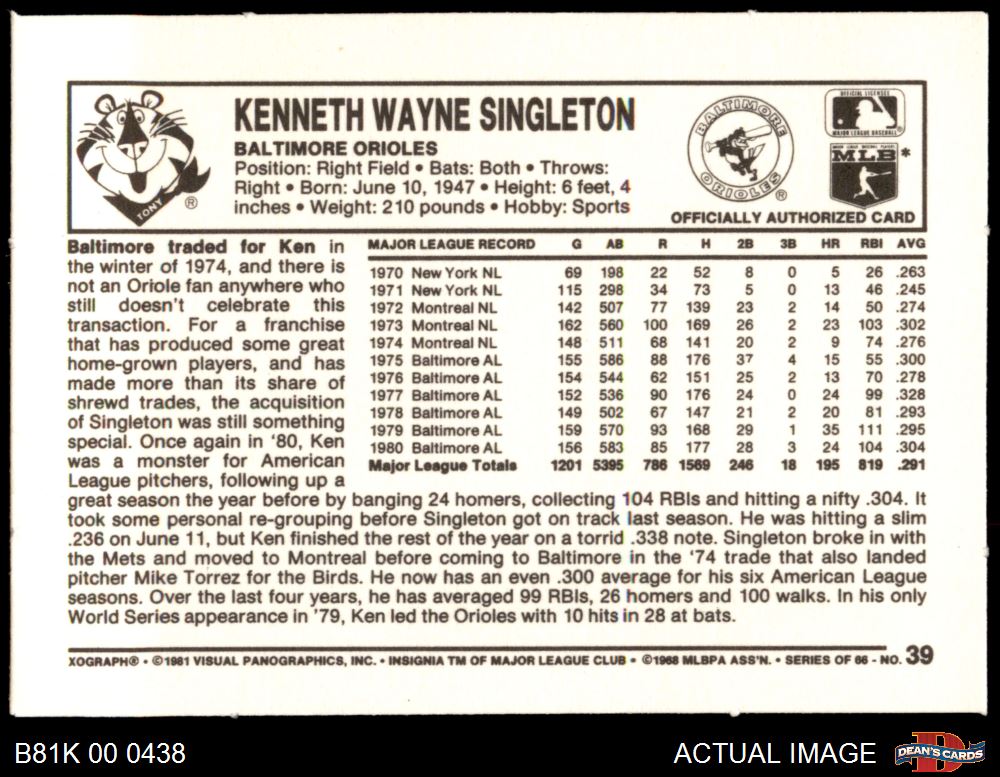 KENNETH WAYNE SINGLETON
BALTIMORE ORIOLES
Position: Right Field • Bats: Both • Throws:
Right • Born: June 10, 1947 • Height: 6 feet, 4
inches • Weight: 210 pounds • Hobby: Sports
TONY ®
BALTIMORE
ORIOLES ®
OFFICIAL LICENSEE
MAJOR LEAGUE BASEBALL ®
MAJOR LEAGUE BASEBALL PLAYERS
MLB *
OFFICIALLY AUTHORIZED CARD
Baltimore traded for Ken in
the winter of 1974, and there is
not an Oriole fan anywhere who
still doesn't celebrate this
transaction. For a franchise
that has produced some great
home-grown players, and has
made more than its share of
shrewd trades, the acquisition
of Singleton was still something
special. Once again in '80, Ken
was a monster for American
League pitchers, following up a
great season the year before by banging 24 homers, collecting 104 RBIs and hitting a nifty .304. It
took some personal re-grouping before Singleton got on track last season. He was hitting a slim
.236 on June 11, but Ken finished the rest of the year on a torrid .338 note. Singleton broke in with
the Mets and moved to Montreal before coming to Baltimore in the '74 trade that also landed
pitcher Mike Torrez for the Birds. He now has an even .300 average for his six American League
seasons. Over the last four years, he has averaged 99 RBIs, 26 homers and 100 walks. In his only
World Series appearance in '79, Ken led the Orioles with 10 hits in 28 at bats.
MAJOR LEAGUE RECORD G AB R H 2B 3B HR RBI AVG
1970 New York NL 69 198 22 52 8 0 5 26 .263
1971 New York NL 115 298 34 73 5 0 13 46 .245
1972 Montreal NL 142 507 77 139 23 2 14 50 .274
1973 Montreal NL 162 560 100 169 26 2 23 103 .302
1974 Montreal NL 148 511 68 141 20 2 9 74 .276
1975 Baltimore AL 155 586 88 176 37 4 15 55 .300
1976 Baltimore AL 154 544 62 151 25 2 13 70 .278
1977 Baltimore AL 152 536 90 176 24 0 24 99 .328
1978 Baltimore AL 149 502 67 147 21 2 20 81 .293
1979 Baltimore AL 159 570 93 168 29 1 35 111 .295
1980 Baltimore AL 156 583 85 177 28 3 24 104 .304
Major League Totals 1201 5395 786 1569 246 18 195 819 .291
XOGRAPH® • ©1981 VISUAL PANOGRAPHICS, INC. • INSIGNIA TM OF MAJOR LEAGUE CLUB • ©1968 MLBPA ASS'N. • SERIES OF 66 - NO. 39
B81K 00 0438
ACTUAL IMAGE
DEAN'S CARDS